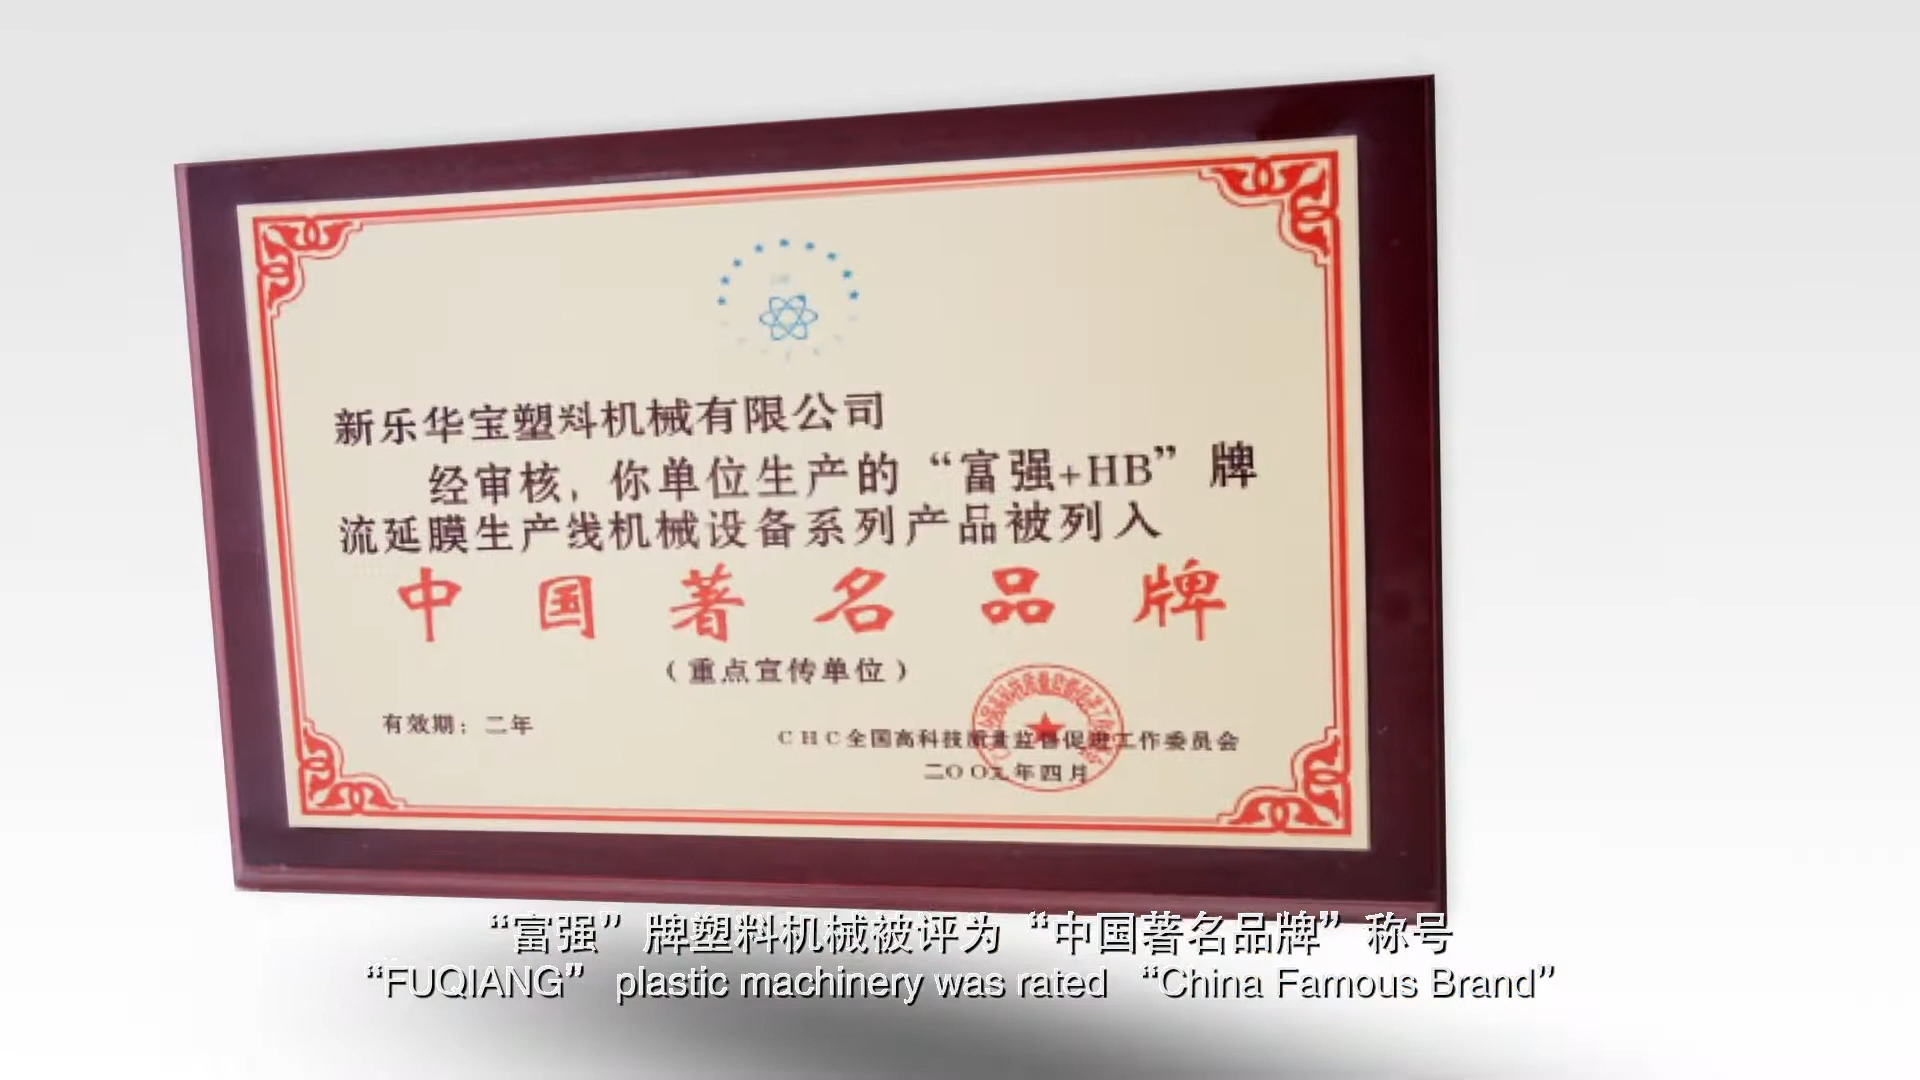 新乐华宝塑料机械有限公司
经审核，你单位生产的“富强+HB”牌
流延膜生产线机械设备系列产品被列入
中国著名品牌
（重点宣传单位）
有效期：二年
CHC全国高科技质量监督促进工作委员会
二〇〇九年四月
“富强”牌塑料机械被评为“中国著名品牌”称号
“FUQIANG” plastic machinery was rated “China Famous Brand”